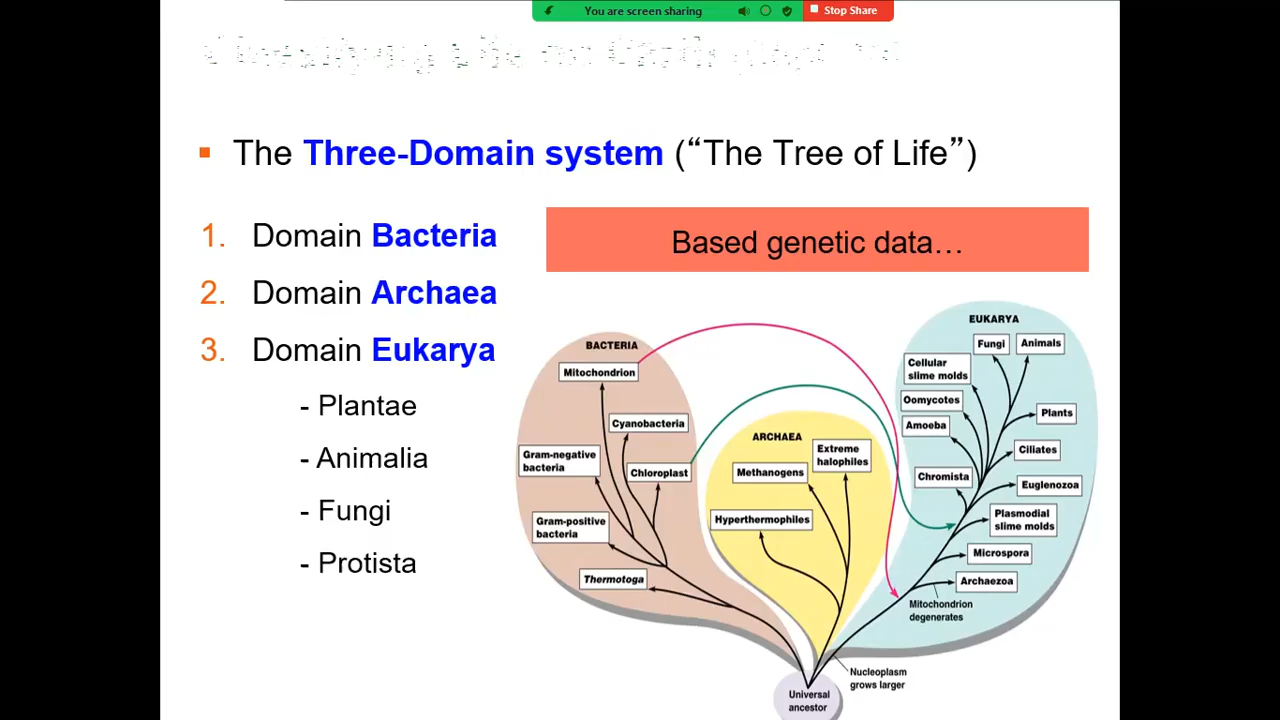 You are screen sharing
Stop Share
▪ The Three-Domain system (“The Tree of Life”)
1. Domain Bacteria
2. Domain Archaea
3. Domain Eukarya
- Plantae
- Animalia
- Fungi
- Protista
Based genetic data…
BACTERIA
Mitochondrion
Cyanobacteria
Gram-negative
bacteria
Chloroplast
Gram-positive
bacteria
Thermotoga
ARCHAEA
Extreme
halophiles
Methanogens
Hyperthermophiles
EUKARYA
Fungi
Animals
Cellular
slime molds
Oomycotes
Plants
Amoeba
Ciliates
Chromista
Euglenozoa
Plasmodial
slime molds
Microspora
Archaezoa
Mitochondrion
degenerates
Nucleoplasm
grows larger
Universal
ancestor